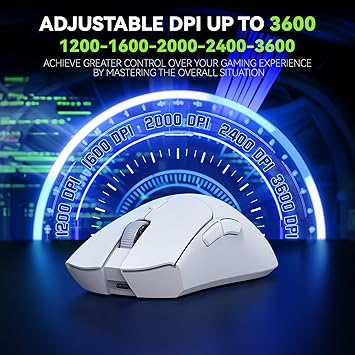 ADJUSTABLE DPI UP TO 3600
1200-1600-2000-2400-3600
ACHIEVE GREATER CONTROL OVER YOUR GAMING EXPERIENCE
BY MASTERING THE OVERALL SITUATION
1200 DPI
1600 DPI
2000 DPI
2400 DPI
3600 DPI